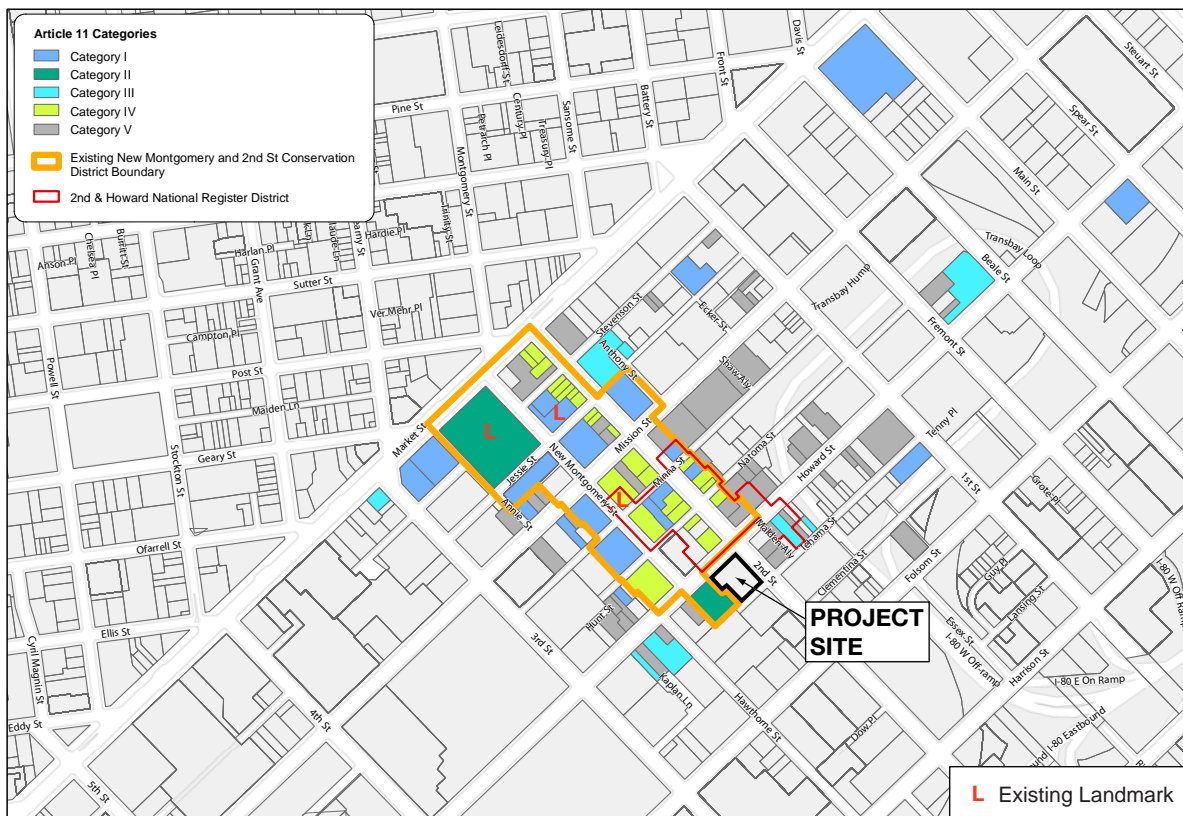 Article 11 Categories
Category I
Category II
Category III
Category IV
Category V
Existing New Montgomery and 2nd St Conservation
District Boundary
2nd & Howard National Register District
Leidesdorff St
Davis St
Steuart St
Front St
Battery St
Sansome St
Century Pl
Treasury Pl
Petrarch Pl
Pine St
Spear St
Montgomery St
Main St
Trinity St
Hardie Pl
Harlan Pl
Grant Ave
Burritt St
Chelsea Pl
Anson Pl
Sutter St
Ver Mehr Pl
Campton Pl
Post St
Maiden Ln
Powell St
Geary St
Stockton St
Market St
Ofarrell St
Ellis St
Cyril Magnin St
Eddy St
5th St
4th St
3rd St
Transbay Loop
Beale St
Transbay Hump
Fremont St
Stevenson St
Ecker St
Anthony St
Shaw Aly
Tenny Pl
Mission St
Natoma St
Howard St
1st St
Grote Pl
Jessie St
New Montgomery St
Minna St
Annie St
L
L
L
Malden Aly
Tehama St
2nd St
Clementina St
Folsom St
Guy Pl
Lansing St
I-80 W Off Ramp
Essex St
I-80 W Off-ramp
Harrison St
I-80 E On Ramp
I-80 Eastbound
Hunt St
Kaplan Ln
Hawthorne St
Dow Pl
PROJECT
SITE
L Existing Landmark